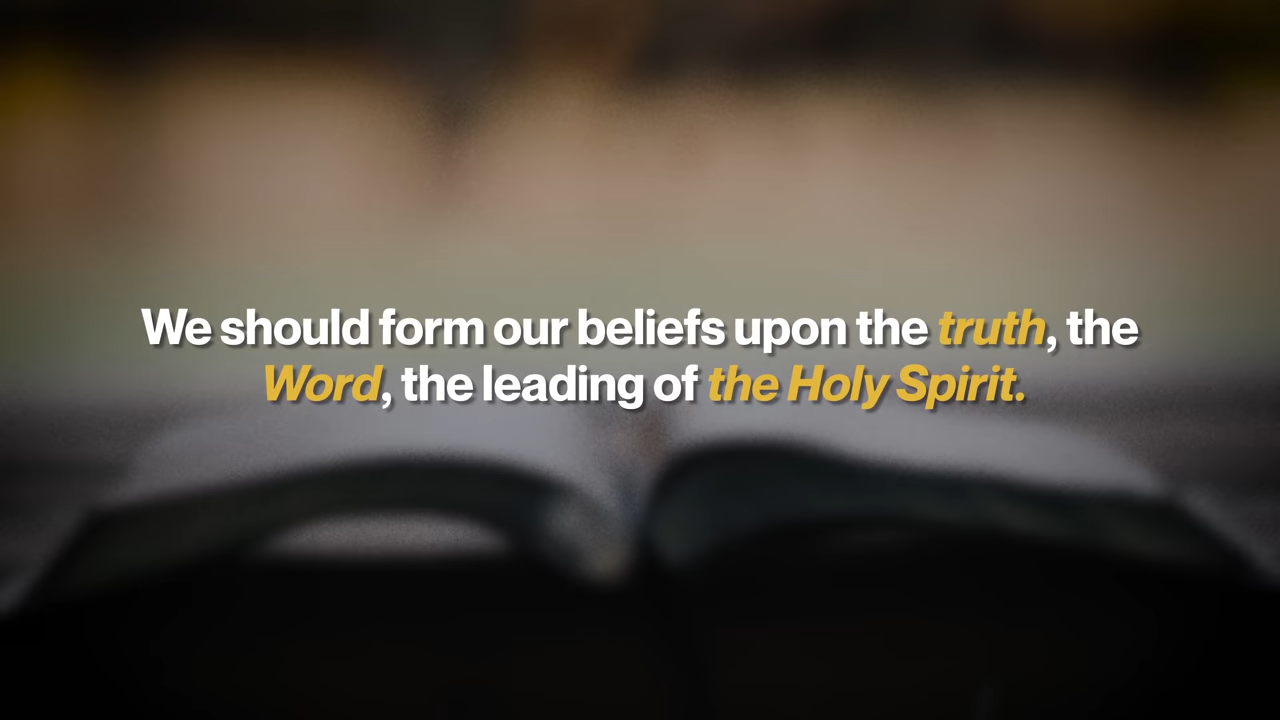 We should form our beliefs upon the truth, the
Word, the leading of the Holy Spirit.